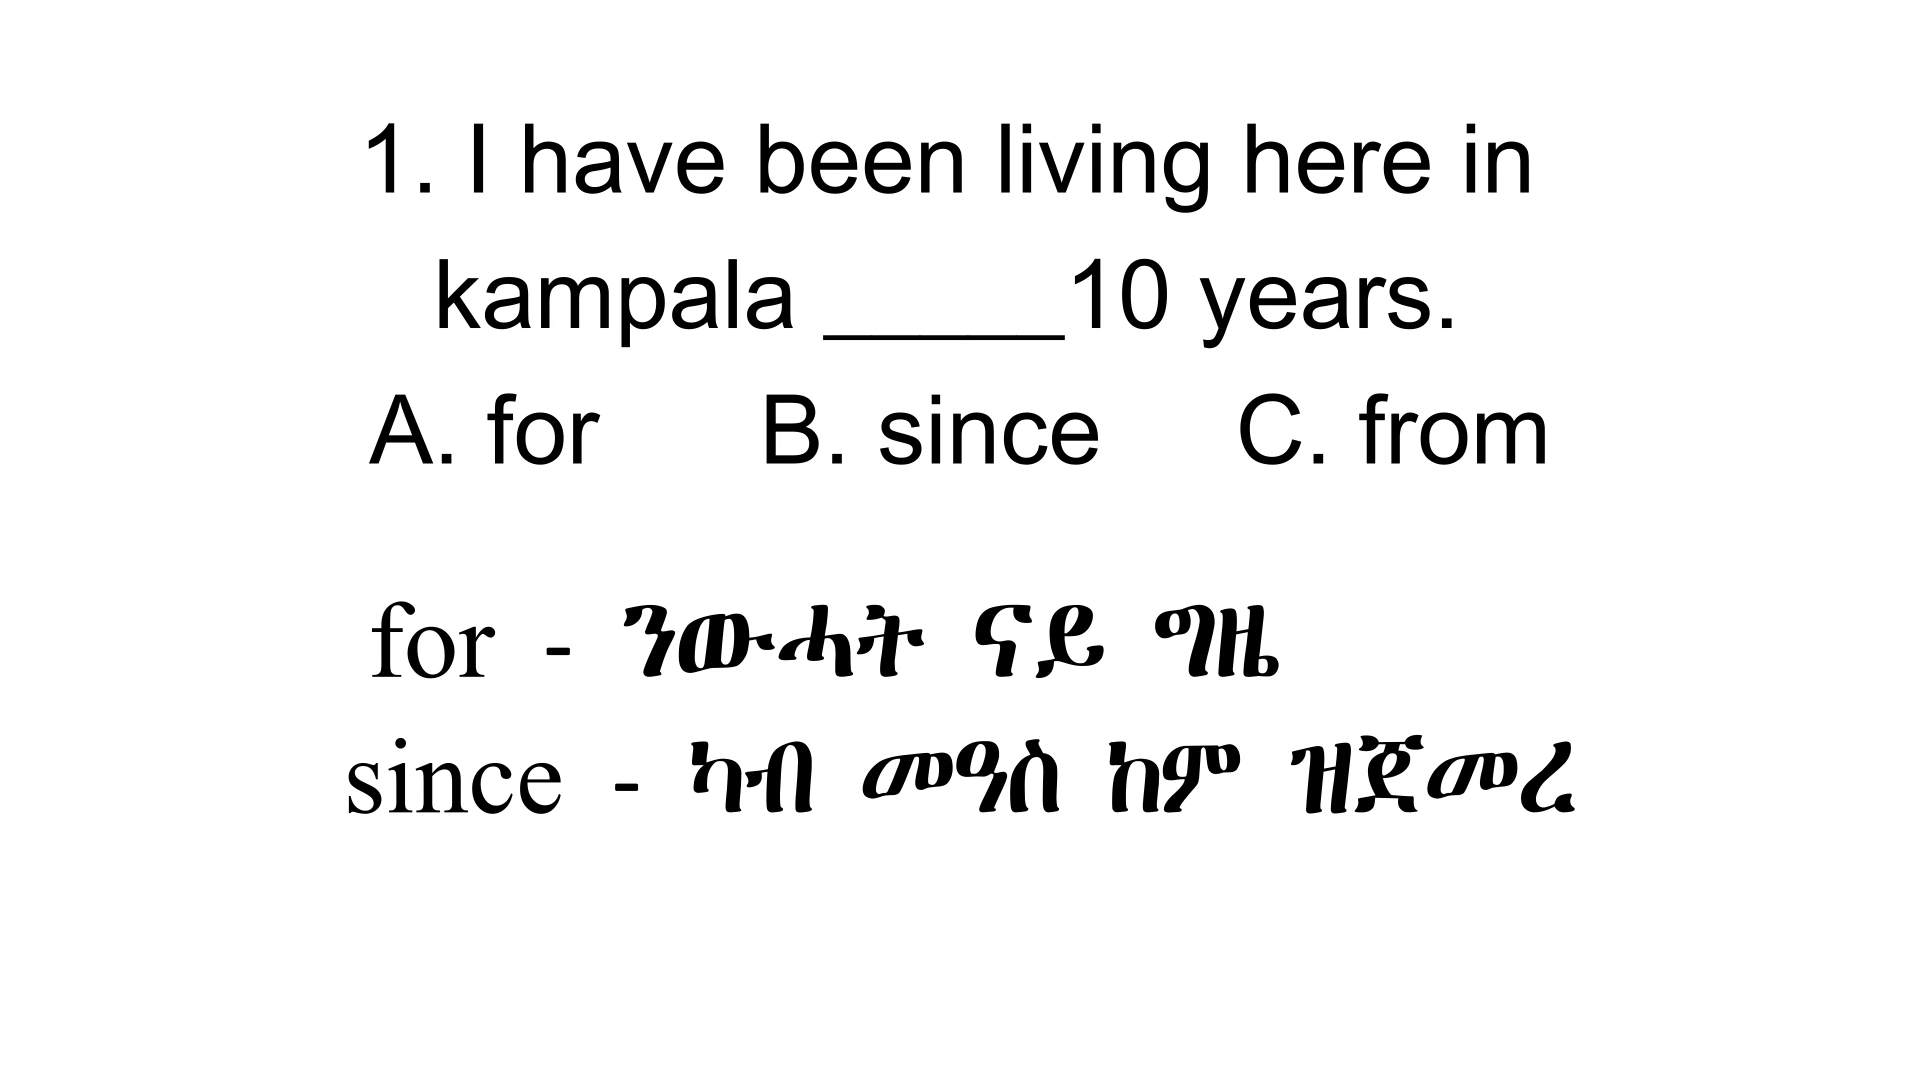 1. I have been living here in
kampala _____10 years.
A. for B. since C. from
for - ንውሓት ናይ ግዜ
since - ካብ መዓስ ከም ዝጀመረ